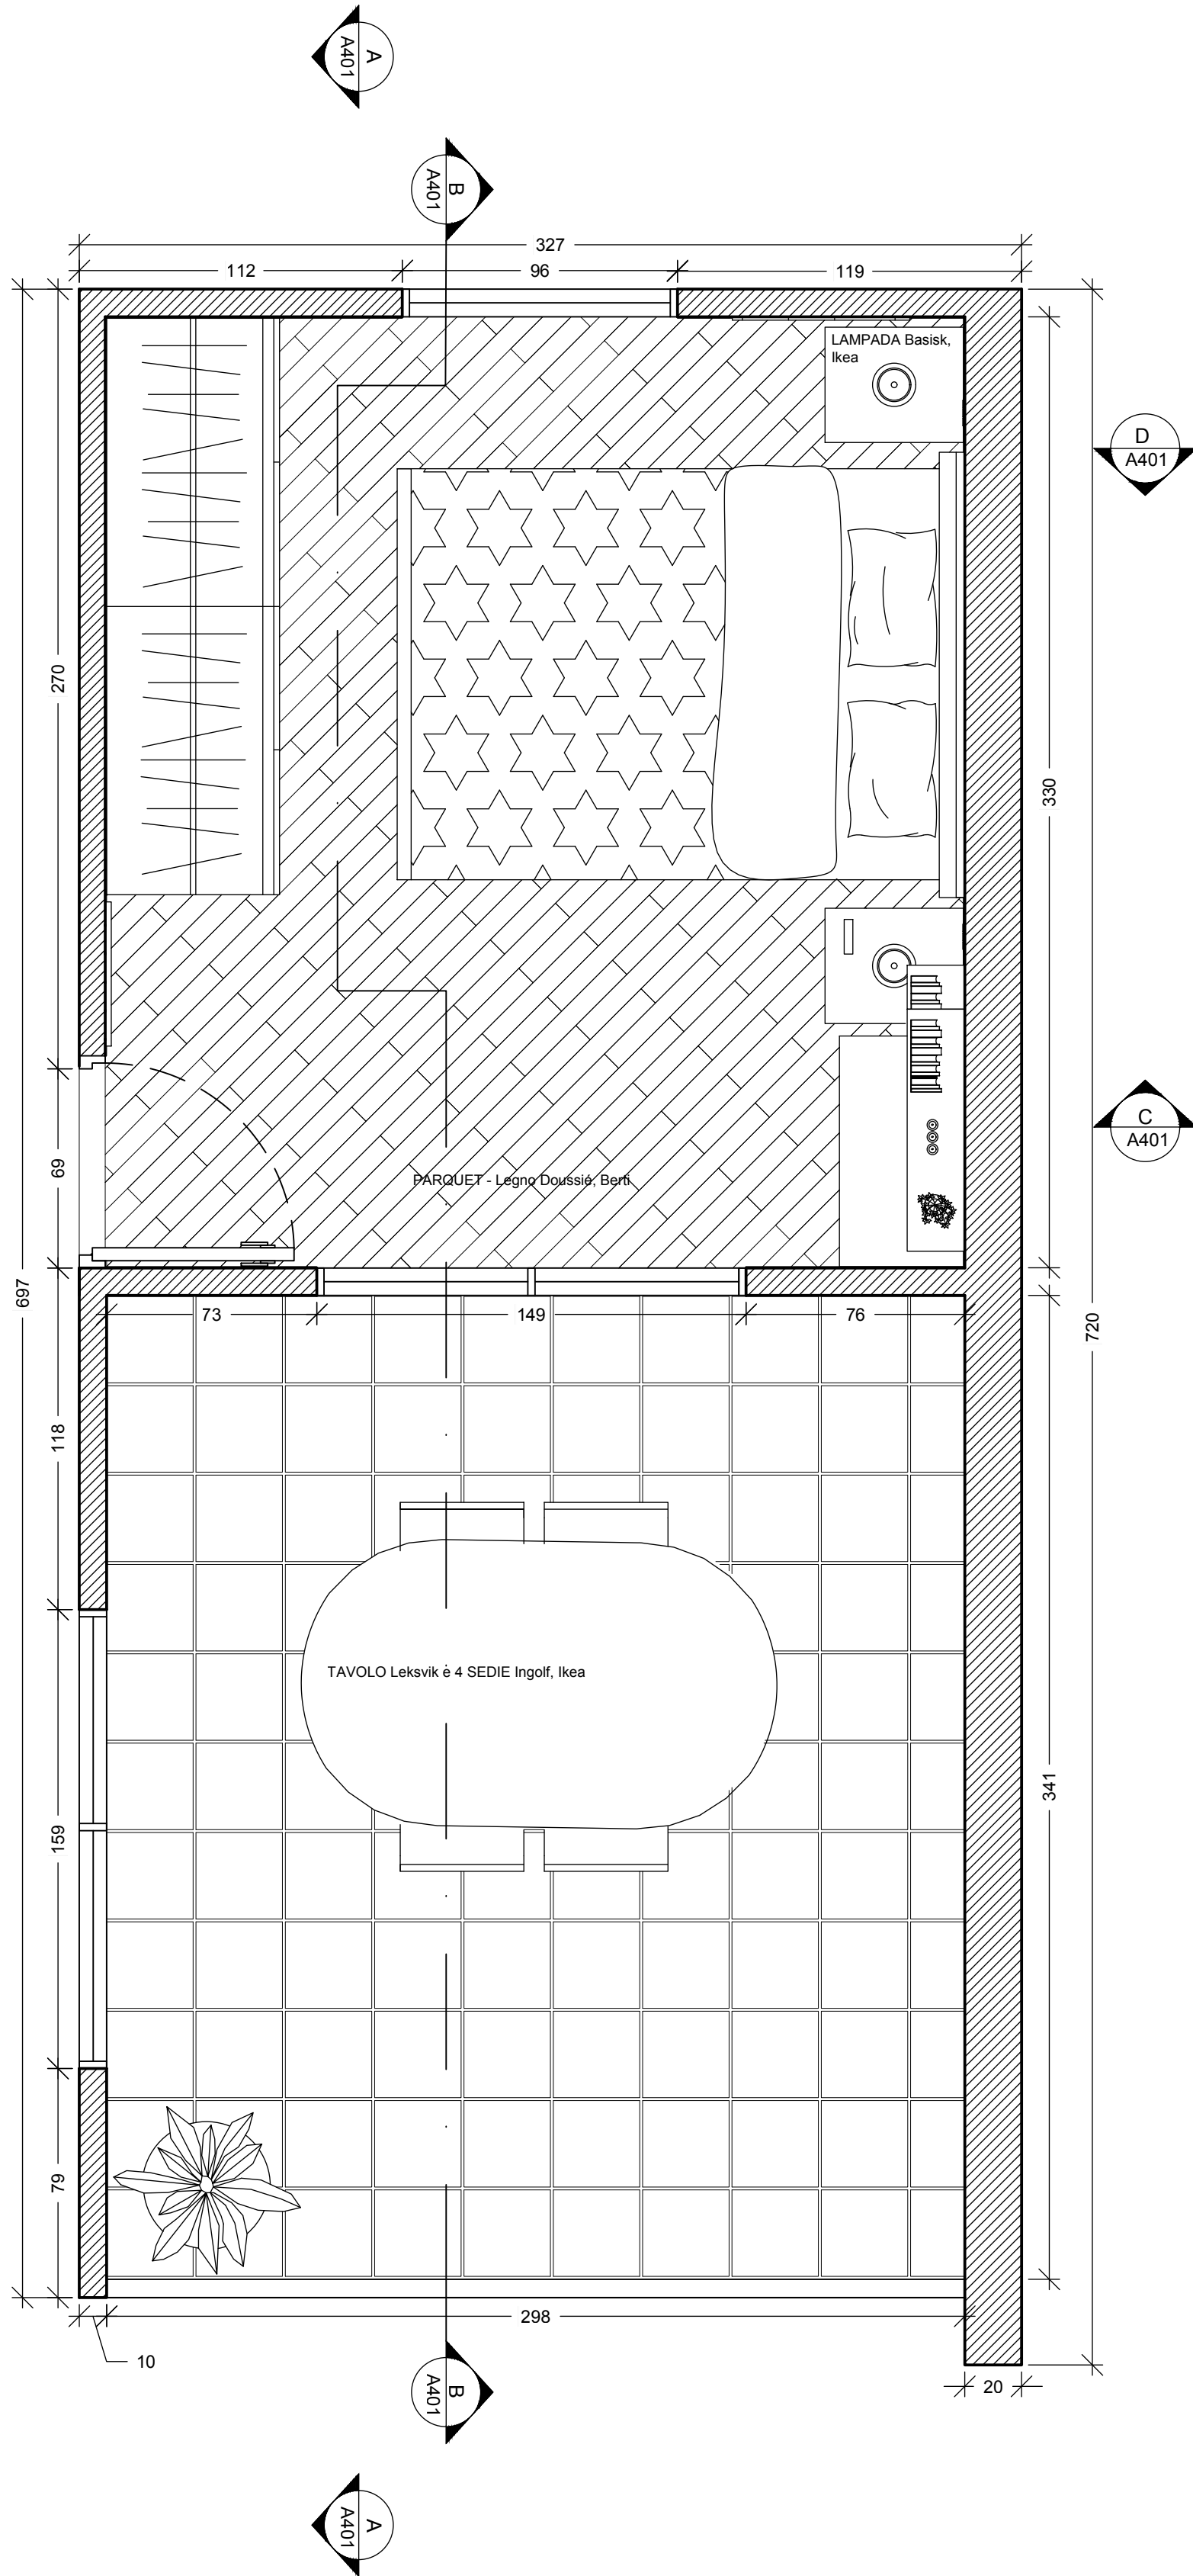 A
A401
B
A401
327
112
96
119
LAMPADA Basisk,
Ikea
D
A401
270
330
C
A401
69
PARQUET - Legno Doussié, Berti
697
73
149
76
720
118
TAVOLO Leksvik e 4 SEDIE Ingolf, Ikea
341
159
79
298
10
B
A401
20
A
A401